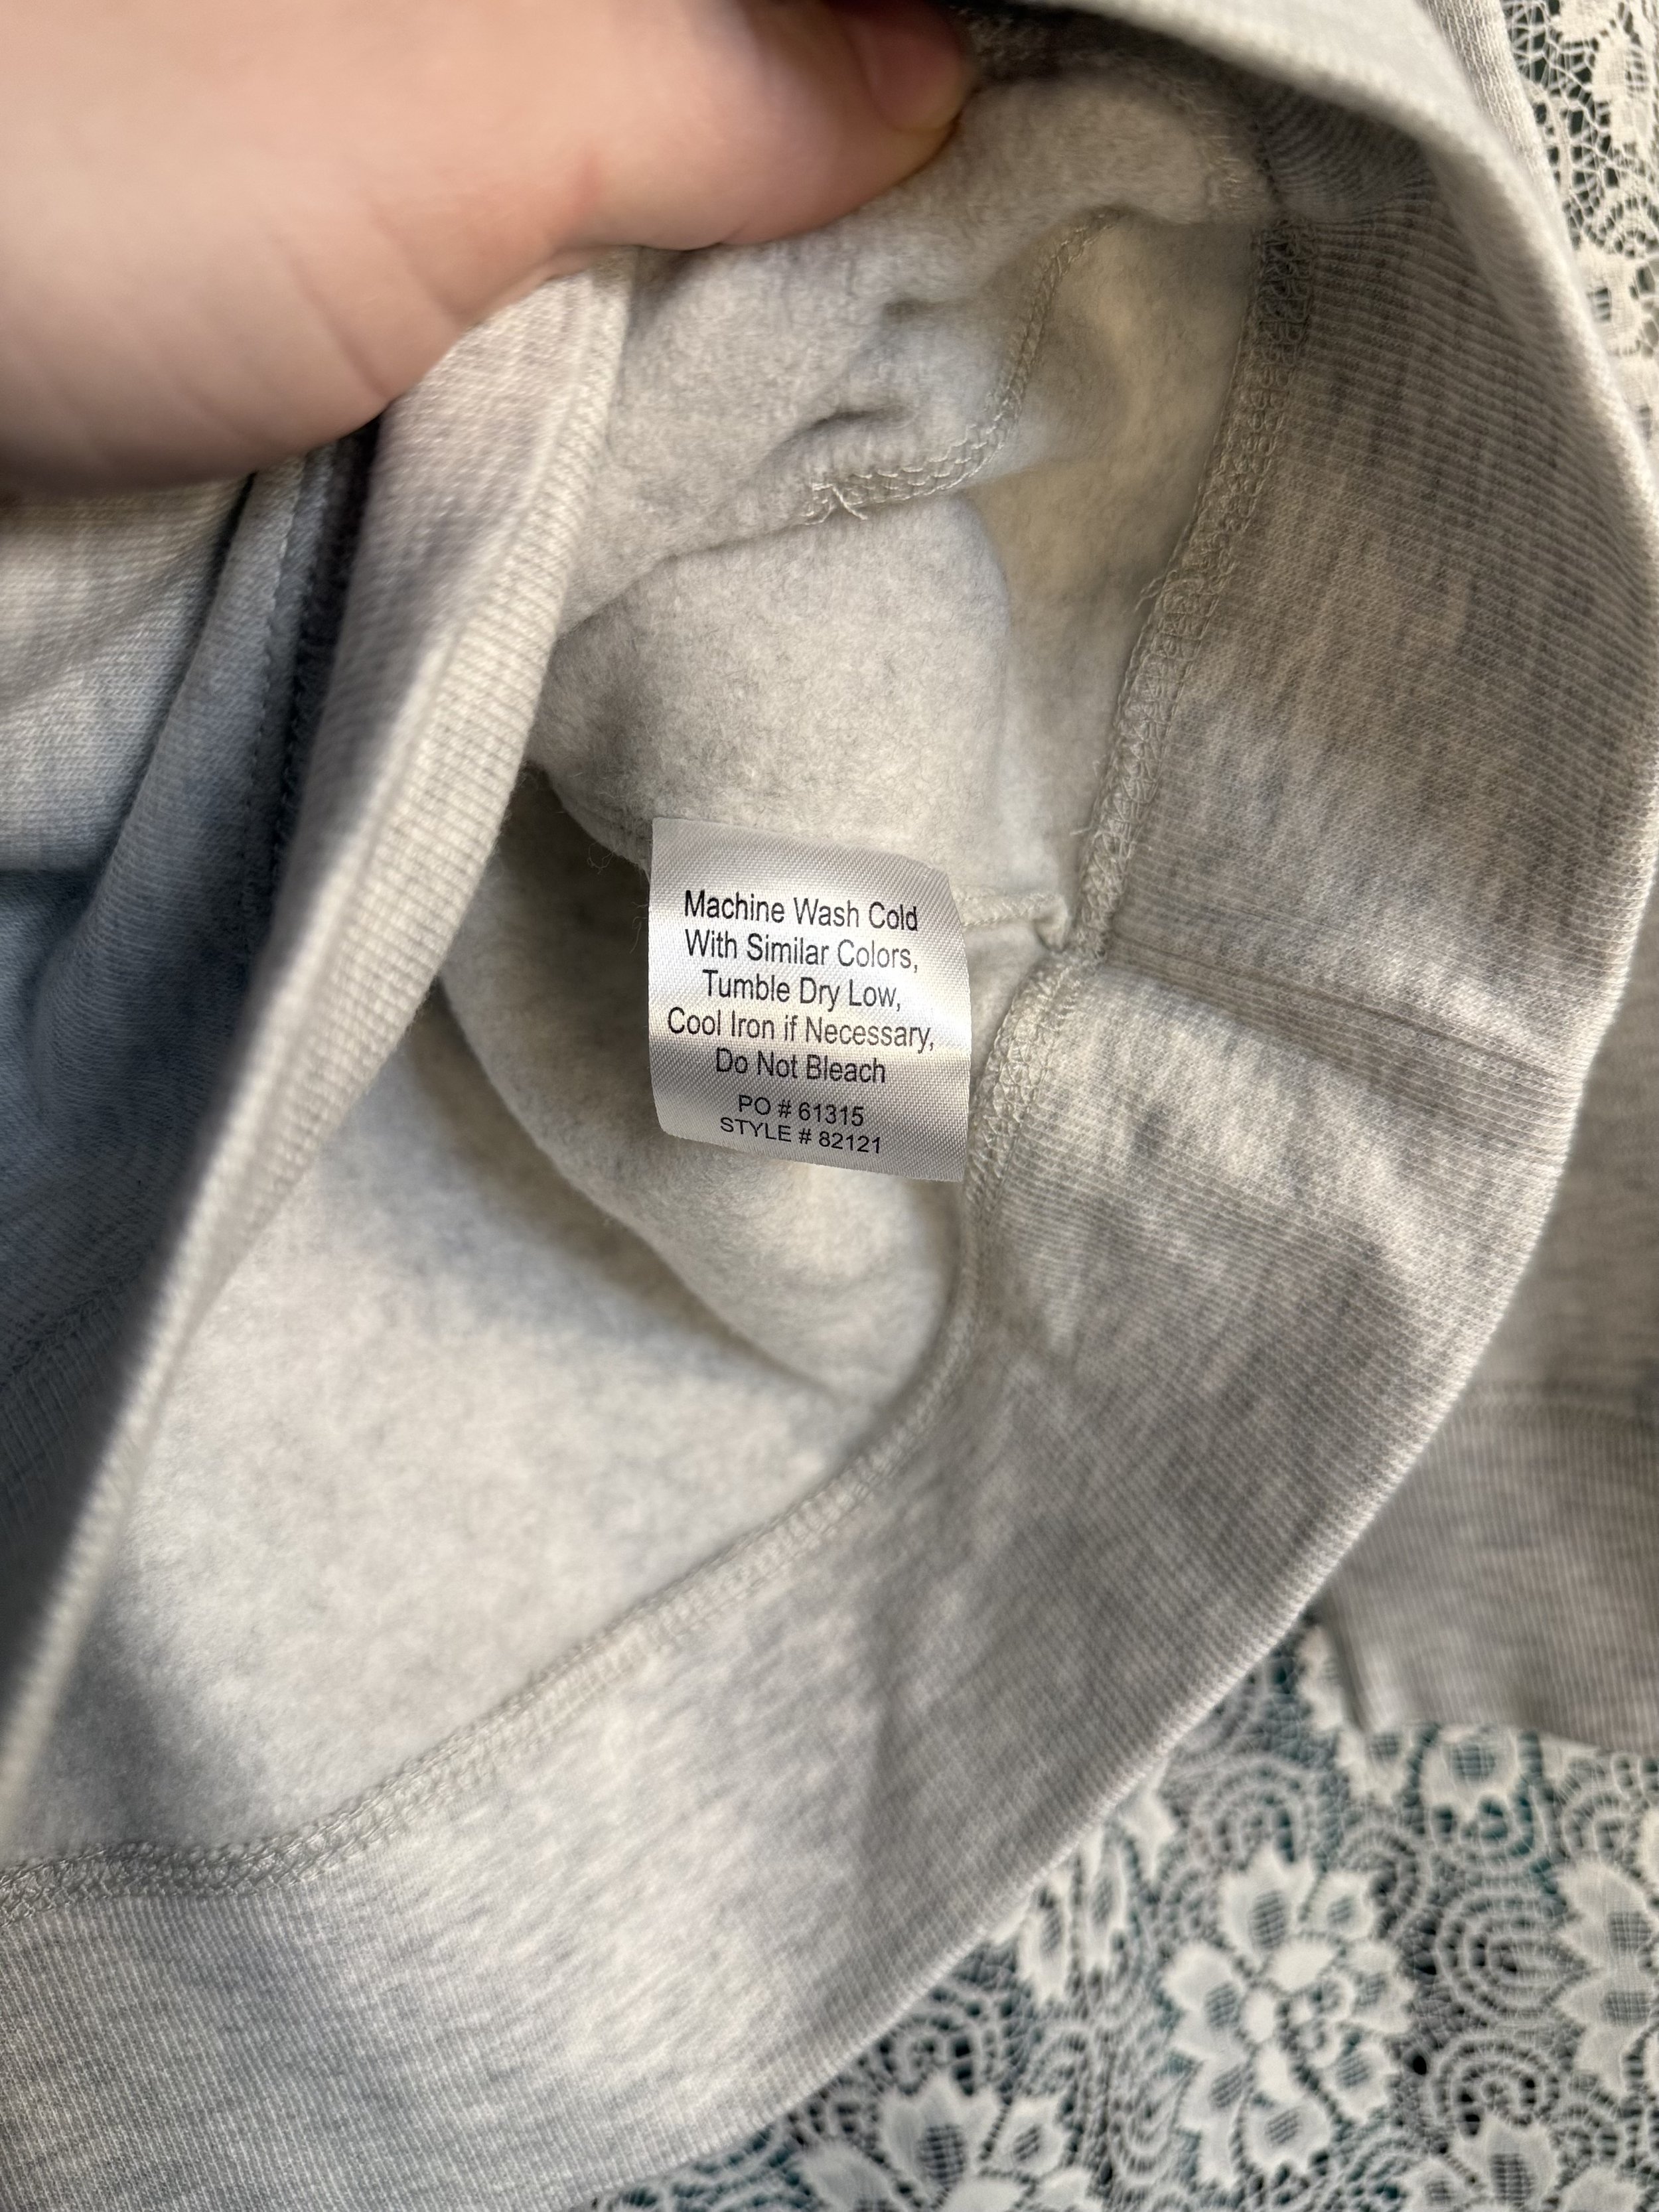 Machine Wash Cold
With Similar Colors,
Tumble Dry Low,
Cool Iron if Necessary,
Do Not Bleach
PO # 61315
STYLE # 82121